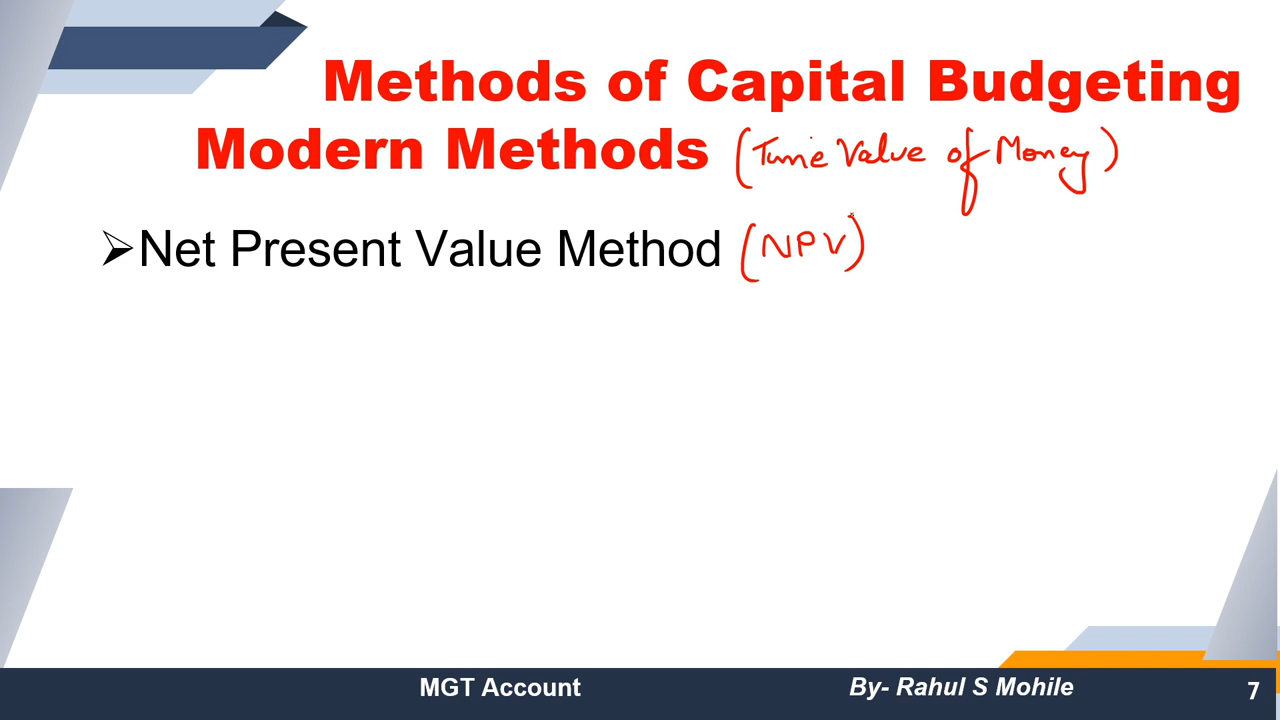 Methods of Capital Budgeting
Modern Methods (Time Value of Money)
➢Net Present Value Method (NPV)
MGT Account
By- Rahul S Mohile
7